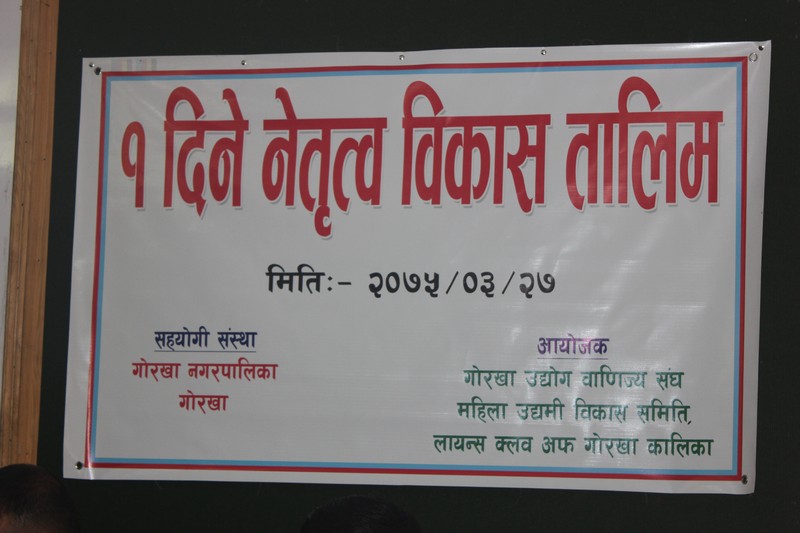 १ दिने नेतृत्व विकास तालिम
मितिः- २०७५/०३/२७
सहयोगी संस्था
गोरखा नगरपालिका
गोरखा
आयोजक
गोरखा उद्योग वाणिज्य संघ
महिला उद्यमी विकास समिति,
लायन्स क्लव अफ गोरखा कालिका